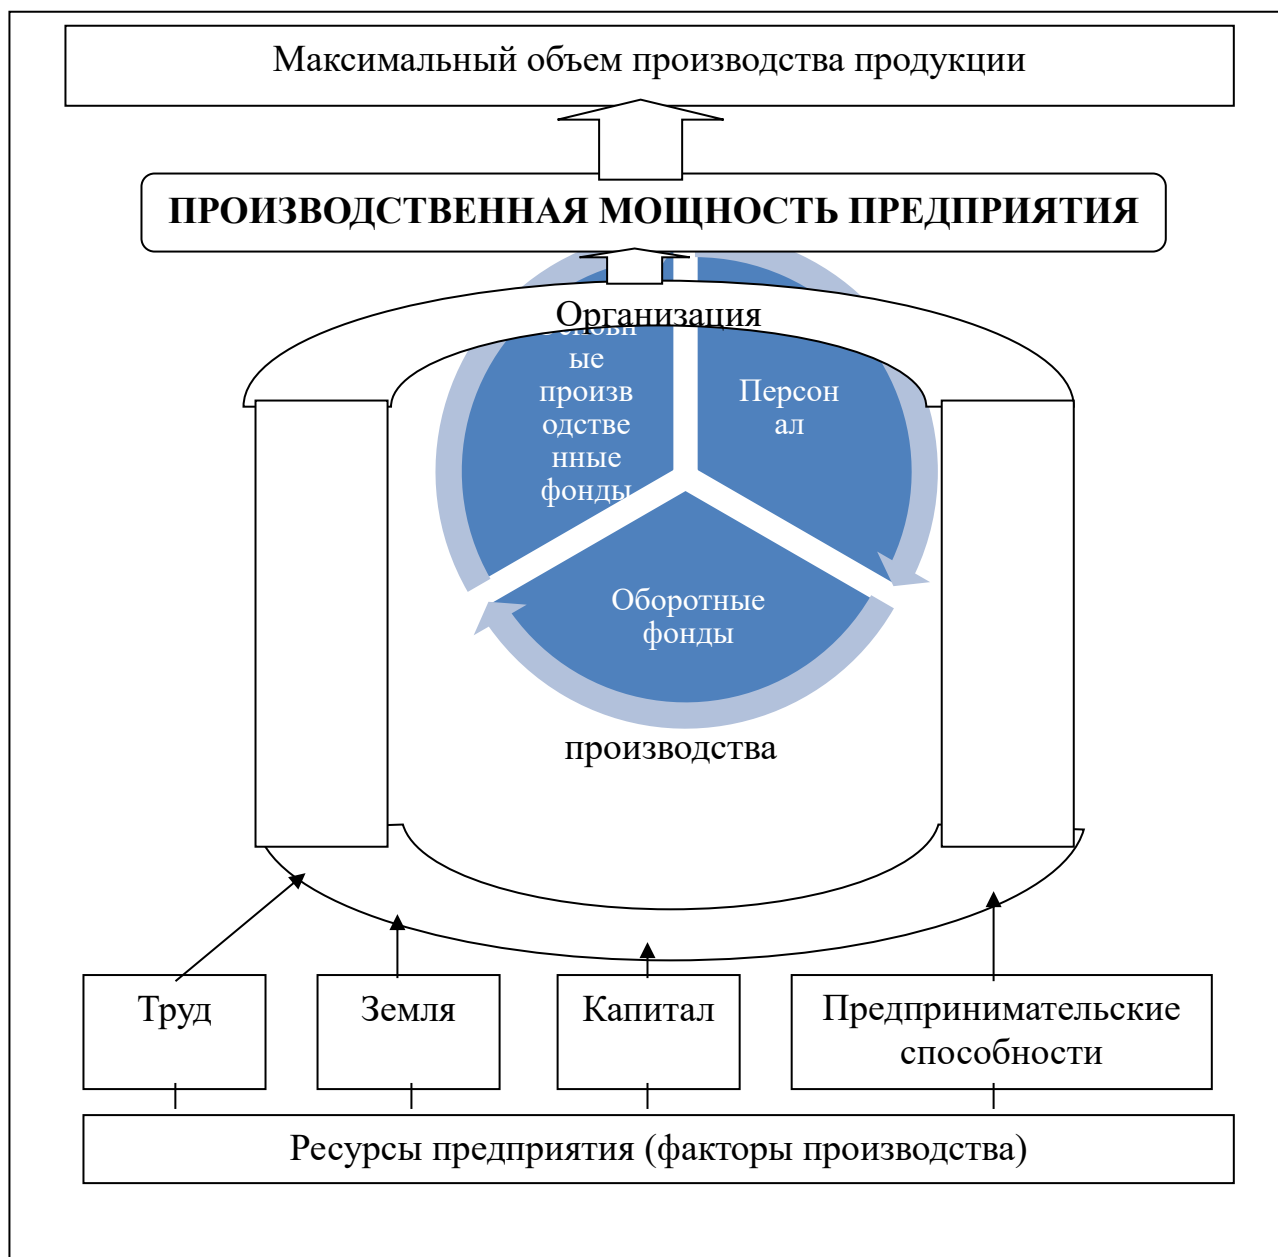 Максимальный объем производства продукции
ПРОИЗВОДСТВЕННАЯ МОЩНОСТЬ ПРЕДПРИЯТИЯ
Организация
ые
произв
одстве
нные
фонды
Персон
ал
Оборотные
фонды
производства
Труд
Земля
Капитал
Предпринимательские
способности
Ресурсы предприятия (факторы производства)